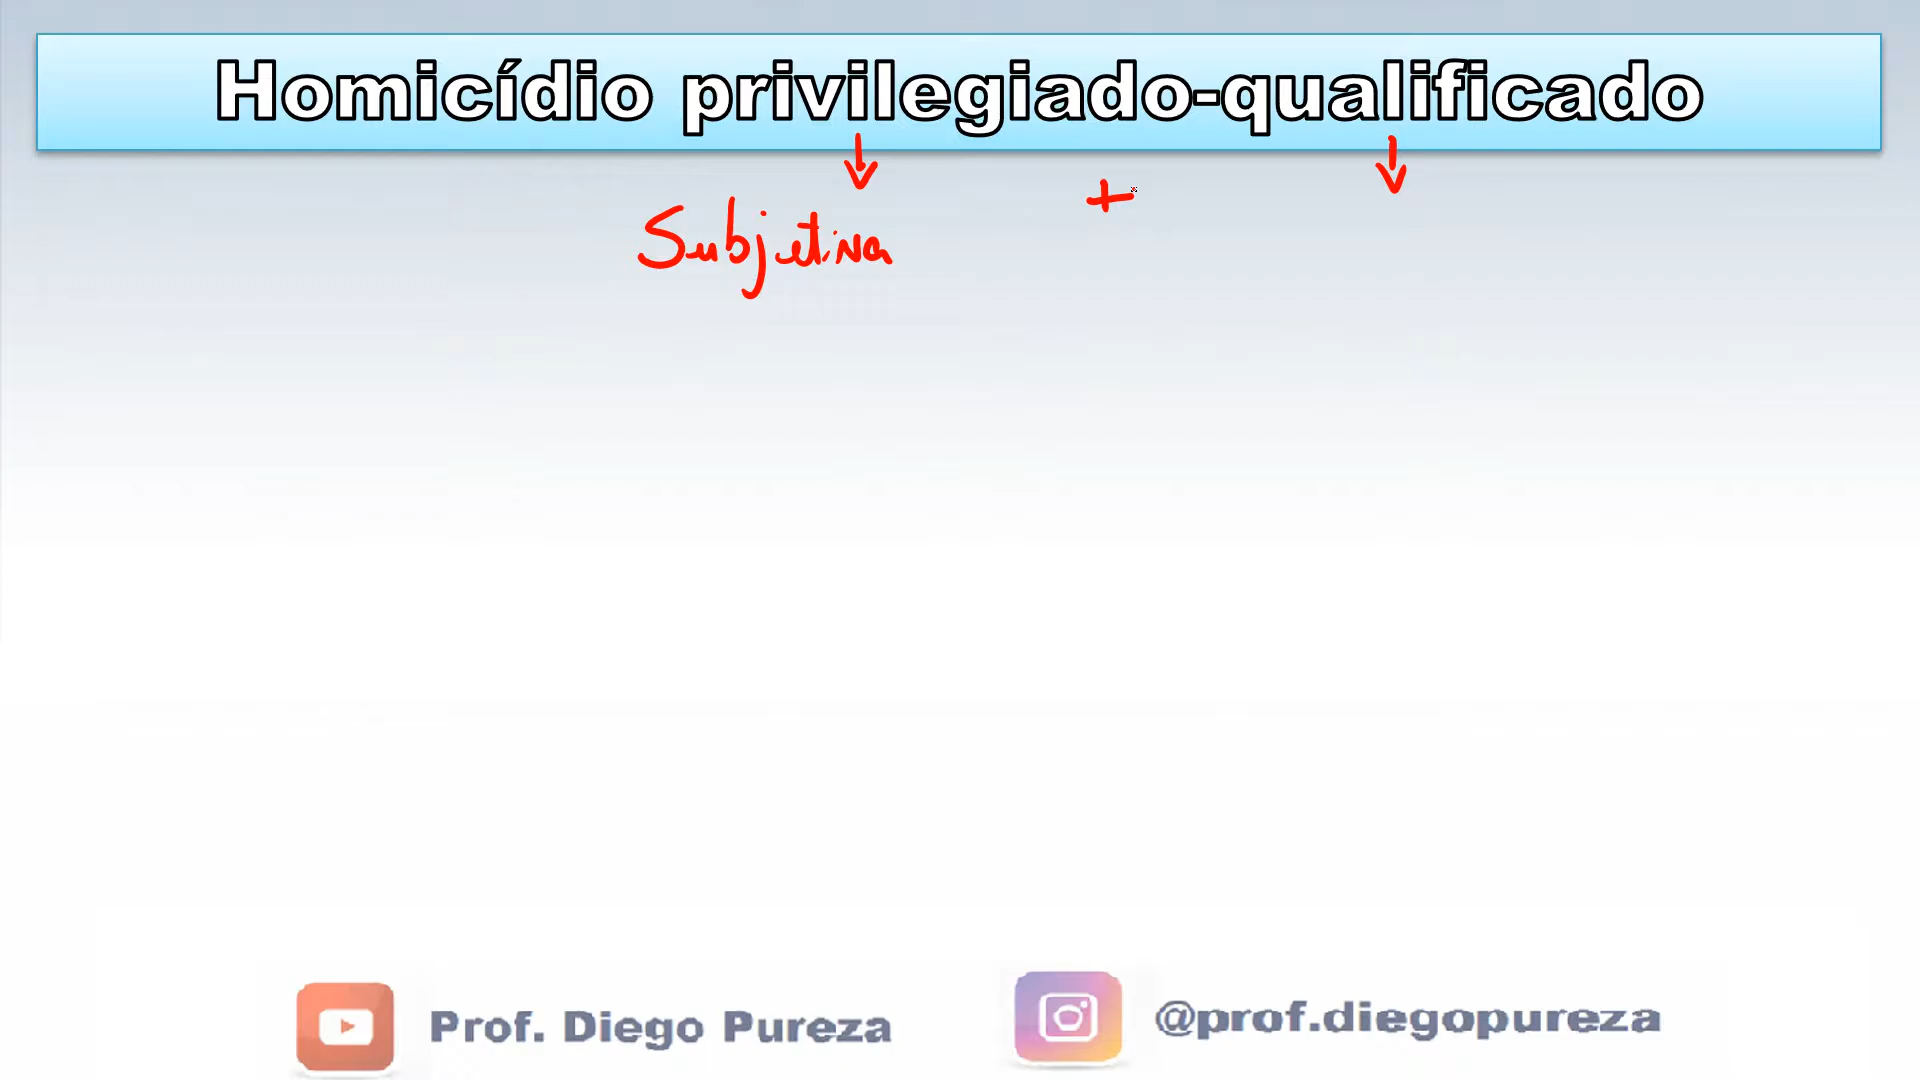 Homicídio privilegiado-qualificado
+
Subjetiva
Prof. Diego Pureza
@prof.diegopureza